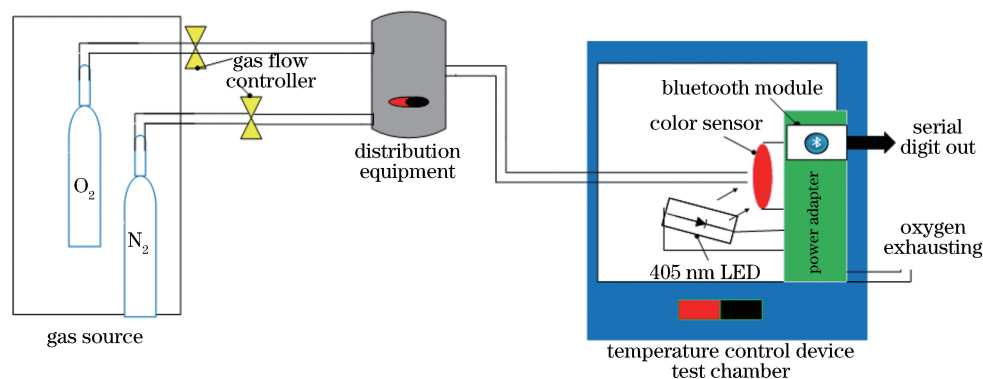 gas flow
controller
O2
N2
gas source
distribution
equipment
bluetooth module
color sensor
serial
digit out
power adapter
405 nm LED
oxygen
exhausting
temperature control device
test chamber